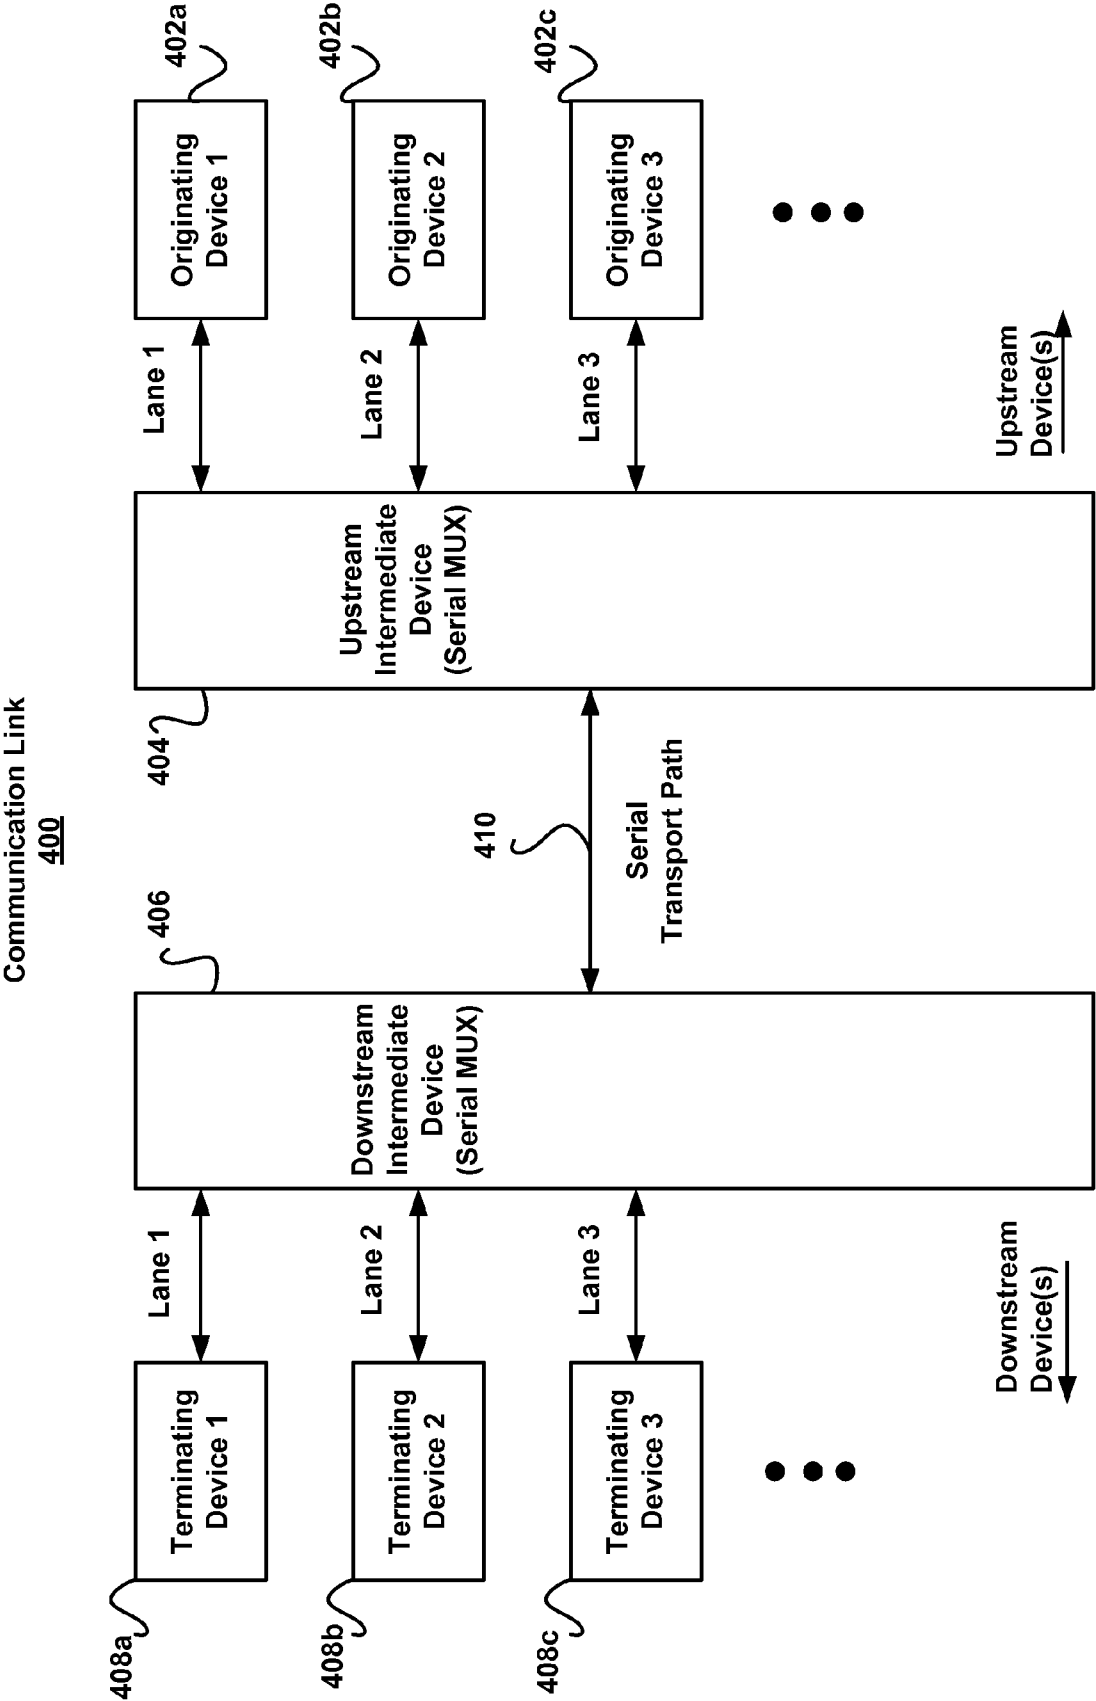 Communication Link
400
408a
Terminating
Device 1
Lane 1
408b
Terminating
Device 2
Lane 2
408c
Terminating
Device 3
Lane 3
Downstream
Device(s)
406
Downstream
Intermediate
Device
(Serial MUX)
410
Serial
Transport Path
404
Upstream
Intermediate
Device
(Serial MUX)
Lane 1
402a
Originating
Device 1
Lane 2
402b
Originating
Device 2
Lane 3
402c
Originating
Device 3
Upstream
Device(s)